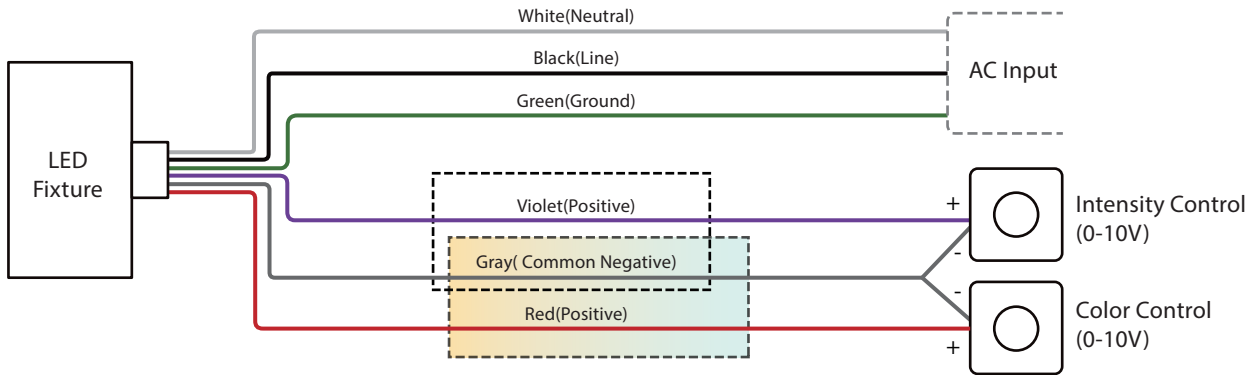 White(Neutral)
Black(Line)
AC Input
Green(Ground)
LED
Fixture
Violet(Positive)
+
Intensity Control
(0-10V)
-
Gray( Common Negative)
-
Red(Positive)
Color Control
(0-10V)
+